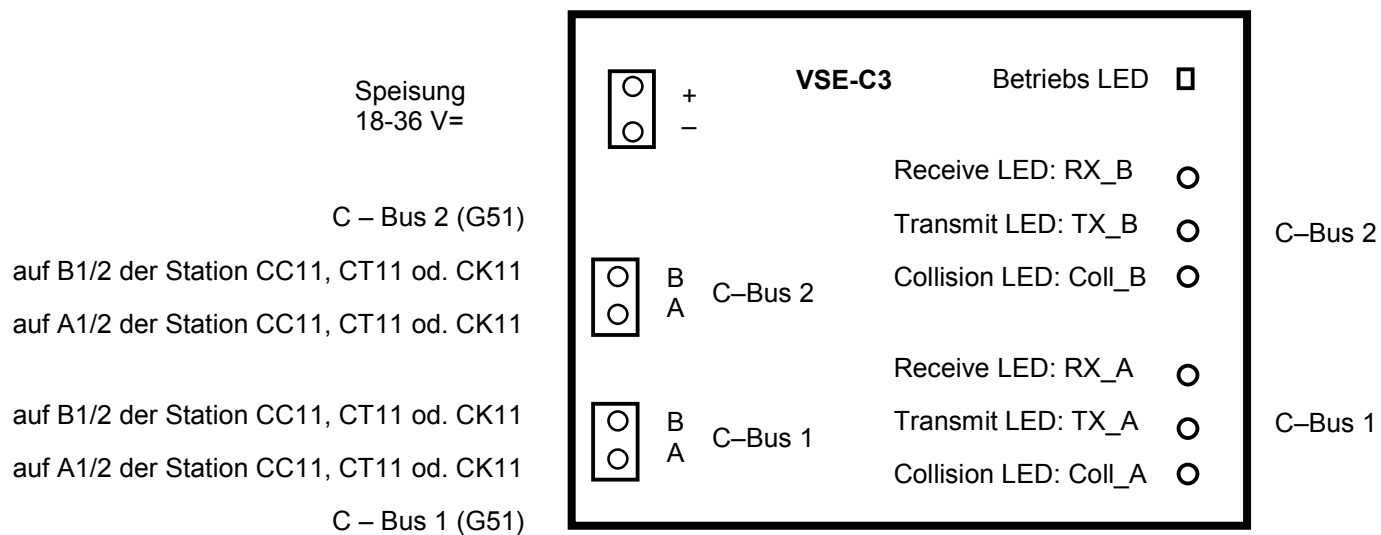 Speisung
18-36 V=
+
–
VSE-C3
Betriebs LED
C – Bus 2 (G51)
auf B1/2 der Station CC11, CT11 od. CK11
auf A1/2 der Station CC11, CT11 od. CK11
B
A
C–Bus 2
Receive LED: RX_B
Transmit LED: TX_B
Collision LED: Coll_B
C–Bus 2
auf B1/2 der Station CC11, CT11 od. CK11
auf A1/2 der Station CC11, CT11 od. CK11
C – Bus 1 (G51)
B
A
C–Bus 1
Receive LED: RX_A
Transmit LED: TX_A
Collision LED: Coll_A
C–Bus 1